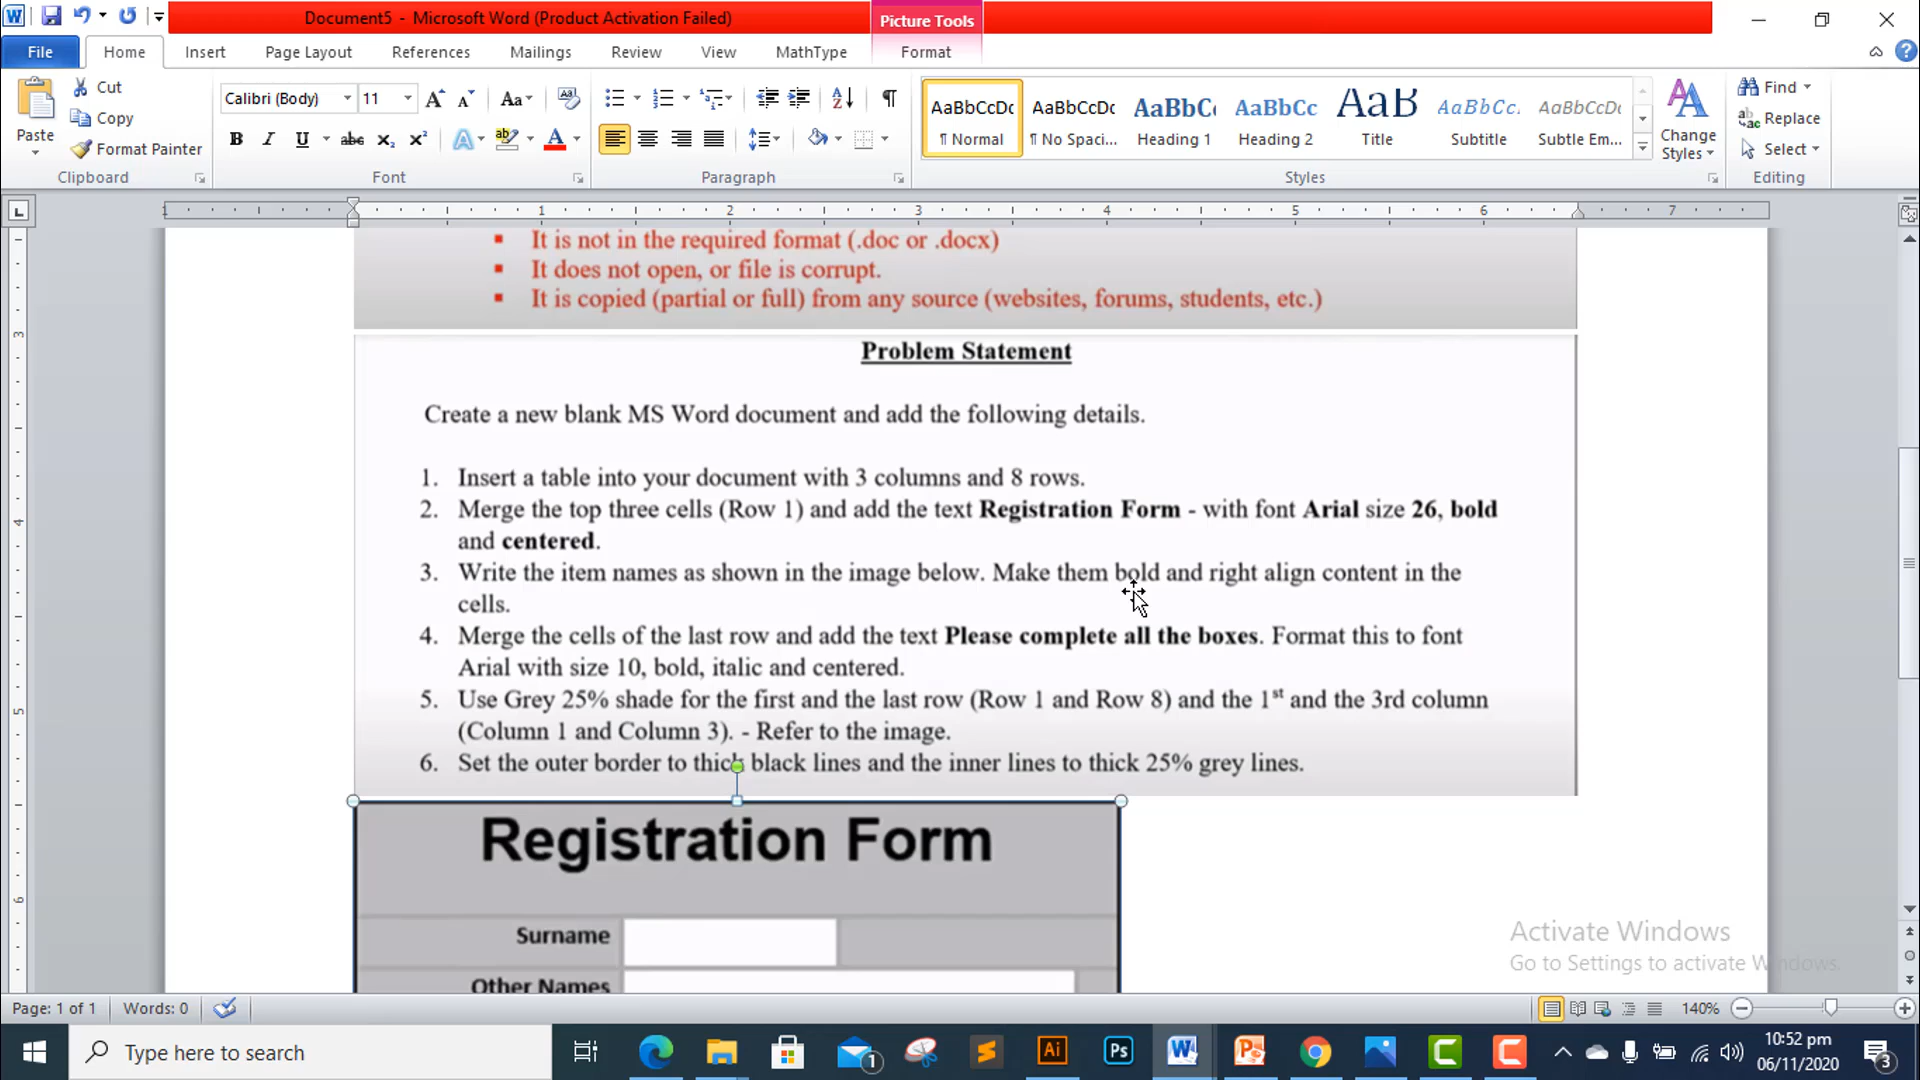 Document5 - Microsoft Word (Product Activation Failed)
Picture Tools
File Home Insert Page Layout References Mailings Review View MathType Format
Cut
Copy
Format Painter
Paste
Calibri (Body) 11
AaBbCcDc AaBbCcDc AaBbC AaBbCc AaB AaBbCc. AaBbCcDc
¶ Normal ¶ No Spaci... Heading 1 Heading 2 Title Subtitle Subtle Em...
Change Styles
Find
Replace
Select
Clipboard Font Paragraph Styles Editing
1 1 2 3 4 5 6 7
It is not in the required format (.doc or .docx)
It does not open, or file is corrupt.
It is copied (partial or full) from any source (websites, forums, students, etc.)
Problem Statement
Create a new blank MS Word document and add the following details.
1. Insert a table into your document with 3 columns and 8 rows.
2. Merge the top three cells (Row 1) and add the text Registration Form - with font Arial size 26, bold
and centered.
3. Write the item names as shown in the image below. Make them bold and right align content in the
cells.
4. Merge the cells of the last row and add the text Please complete all the boxes. Format this to font
Arial with size 10, bold, italic and centered.
5. Use Grey 25% shade for the first and the last row (Row 1 and Row 8) and the 1st and the 3rd column
(Column 1 and Column 3). - Refer to the image.
6. Set the outer border to thick black lines and the inner lines to thick 25% grey lines.
Registration Form
Surname
Other Names
Activate Windows
Go to Settings to activate Windows.
Page: 1 of 1 Words: 0 140%
Type here to search
10:52 pm
06/11/2020